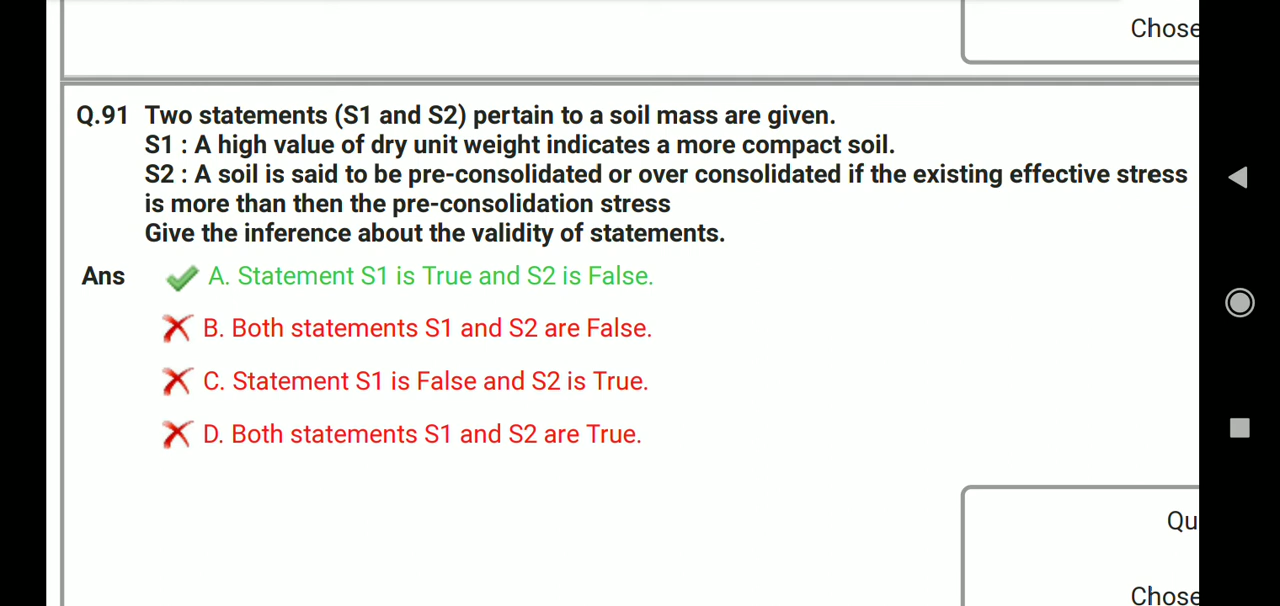 Chose
Q.91 Two statements (S1 and S2) pertain to a soil mass are given.
S1 : A high value of dry unit weight indicates a more compact soil.
S2 : A soil is said to be pre-consolidated or over consolidated if the existing effective stress
is more than then the pre-consolidation stress
Give the inference about the validity of statements.
Ans A. Statement S1 is True and S2 is False.
B. Both statements S1 and S2 are False.
C. Statement S1 is False and S2 is True.
D. Both statements S1 and S2 are True.
Qu
Chose